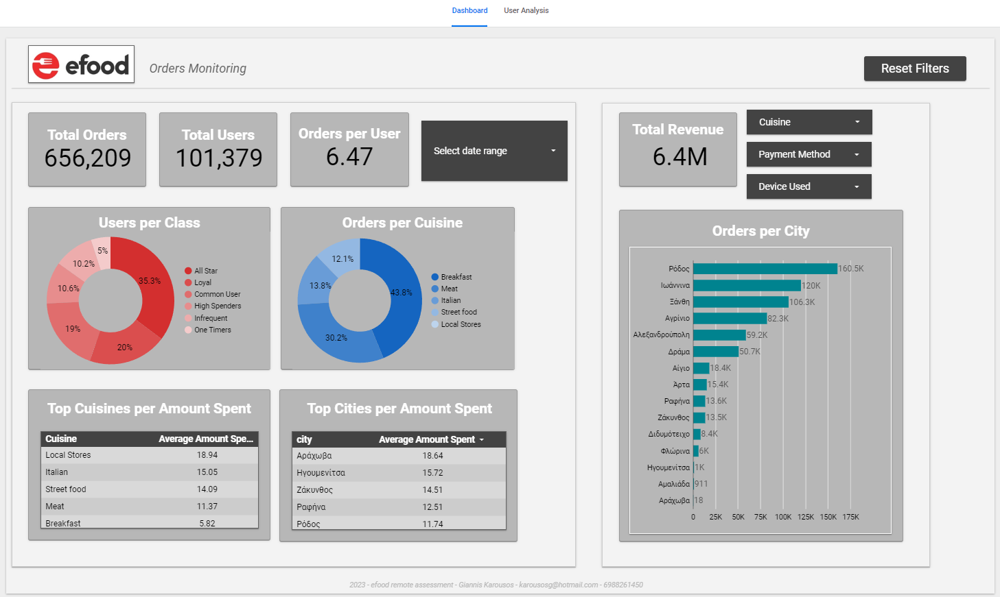 Dashboard User Analysis
efood Orders Monitoring
Reset Filters
Total Orders
656,209
Total Users
101,379
Orders per User
6.47
Select date range
Total Revenue
6.4M
Cuisine
Payment Method
Device Used
Users per Class
5%
10.2%
10.6%
19%
20%
35.3%
All Star
Loyal
Common User
High Spenders
Infrequent
One Timers
Orders per Cuisine
12.1%
13.8%
30.2%
43.8%
Breakfast
Meat
Italian
Street food
Local Stores
Orders per City
Ρόδος 160.5K
Ιωάννινα 120K
Ξάνθη 106.3K
Αγρίνιο 82.3K
Αλεξανδρούπολη 59.2K
Δράμα 50.7K
Αίγιο 18.4K
Άρτα 15.4K
Ραφήνα 13.6K
Ζάκυνθος 13.5K
Διδυμότειχο 8.4K
Φλώρινα 6K
Ηγουμενίτσα 1K
Αμαλιάδα 911
Αράχωβα 18
0 25K 50K 75K 100K 125K 150K 175K
Top Cuisines per Amount Spent
Cuisine Average Amount Spe...
Local Stores 18.94
Italian 15.05
Street food 14.09
Meat 11.37
Breakfast 5.82
Top Cities per Amount Spent
city Average Amount Spent
Αράχωβα 18.64
Ηγουμενίτσα 15.72
Ζάκυνθος 14.51
Ραφήνα 12.51
Ρόδος 11.74
2023 - efood remote assessment - Giannis Karousos - karousosg@hotmail.com - 6988261450